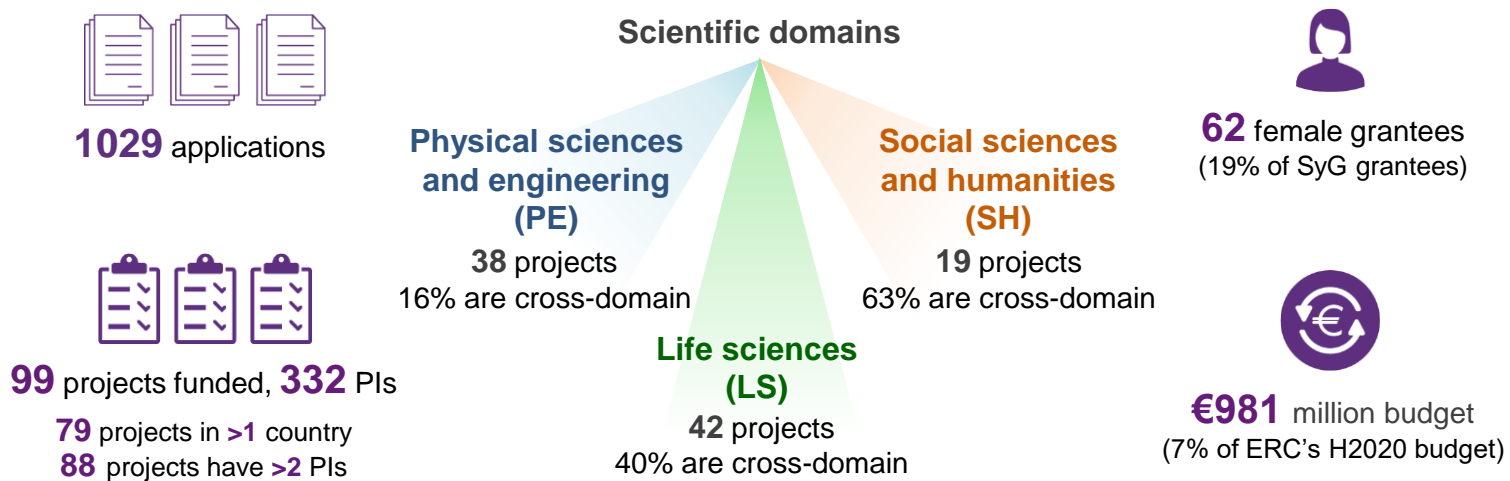 1029 applications
99 projects funded, 332 PIs
79 projects in >1 country
88 projects have >2 PIs
Scientific domains
Physical sciences
and engineering
(PE)
38 projects
16% are cross-domain
Life sciences
(LS)
42 projects
40% are cross-domain
Social sciences
and humanities
(SH)
19 projects
63% are cross-domain
62 female grantees
(19% of SyG grantees)
€
€981 million budget
(7% of ERC's H2020 budget)